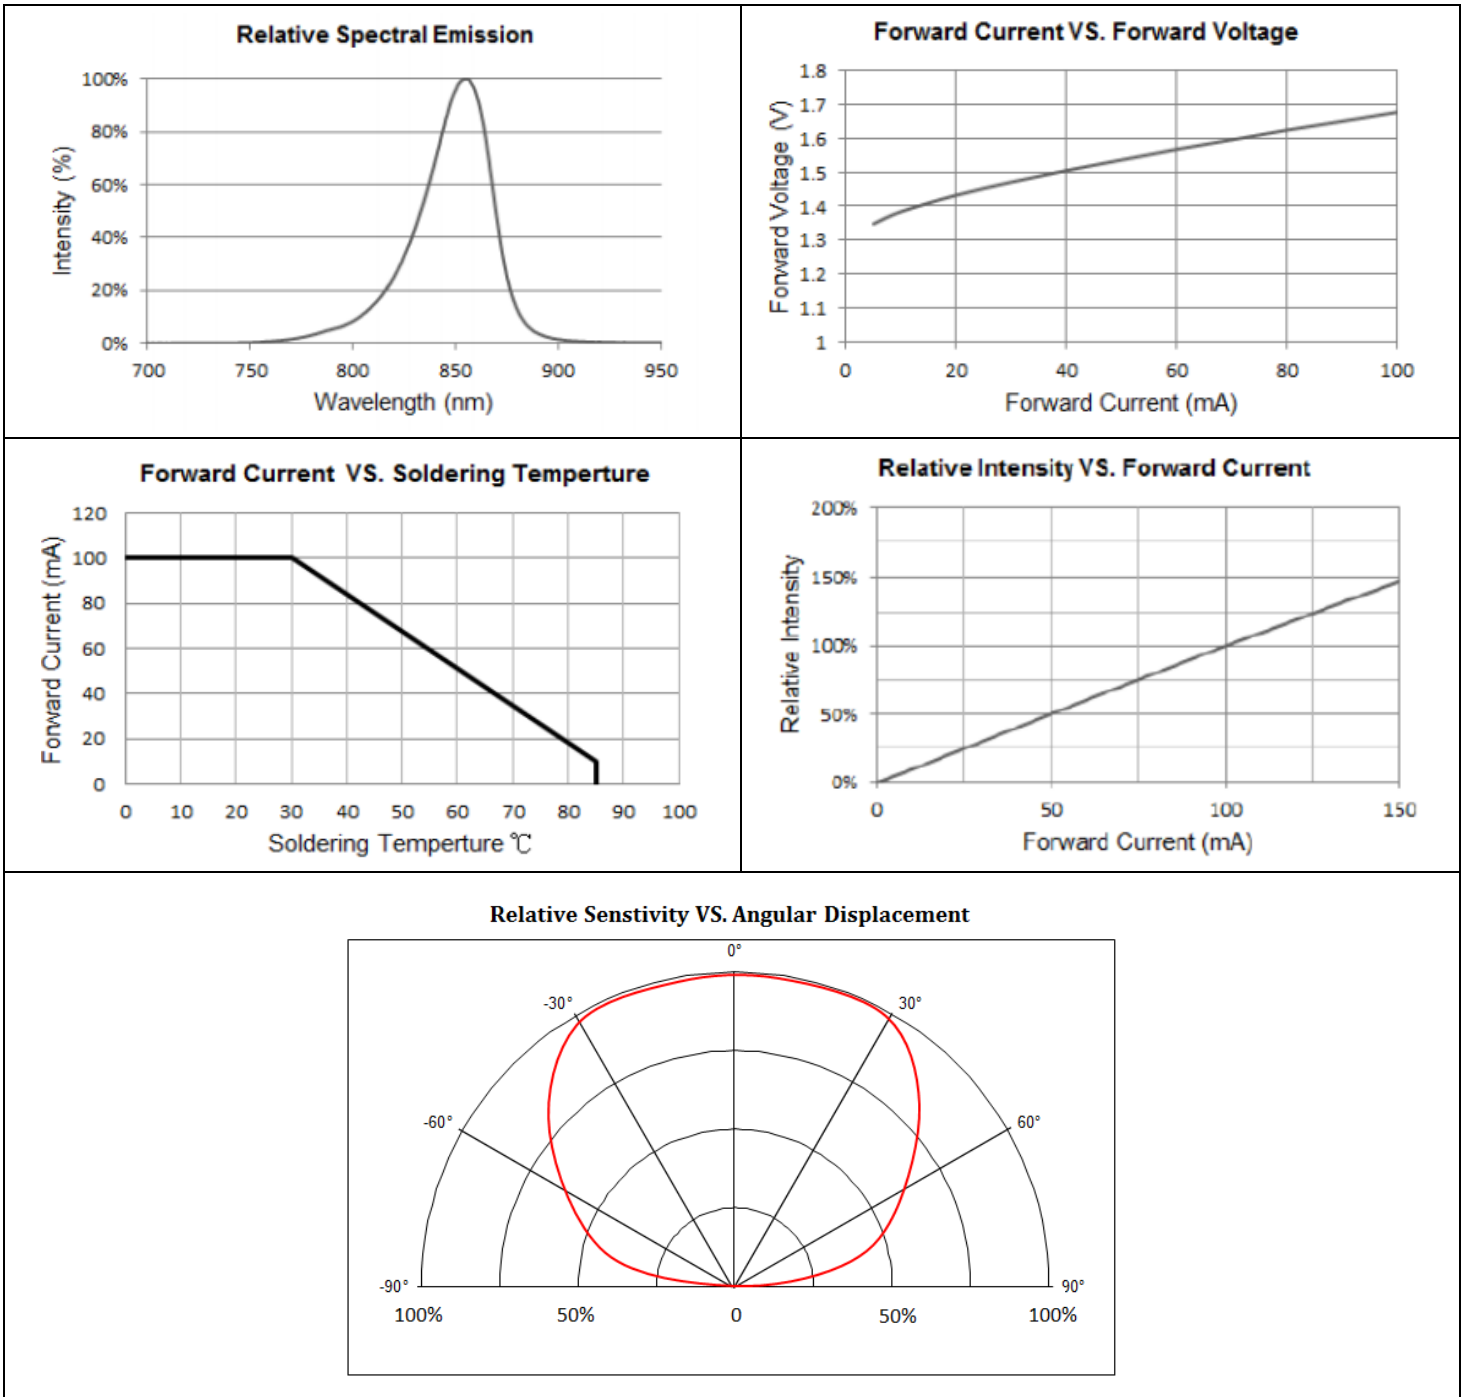 Relative Spectral Emission
100%
80%
60%
40%
20%
0%
Intensity (%)
700 750 800 850 900 950
Wavelength (nm)
Forward Current VS. Forward Voltage
1.8
1.7
1.6
1.5
1.4
1.3
1.2
1.1
1
Forward Voltage (V)
0 20 40 60 80 100
Forward Current (mA)
Forward Current VS. Soldering Temperture
120
100
80
60
40
20
0
Forward Current (mA)
0 10 20 30 40 50 60 70 80 90 100
Soldering Temperture ℃
Relative Intensity VS. Forward Current
200%
150%
100%
50%
0%
Relative Intensity
0 50 100 150
Forward Current (mA)
Relative Senstivity VS. Angular Displacement
0°
-30° 30°
-60° 60°
-90° 90°
100% 50% 0 50% 100%